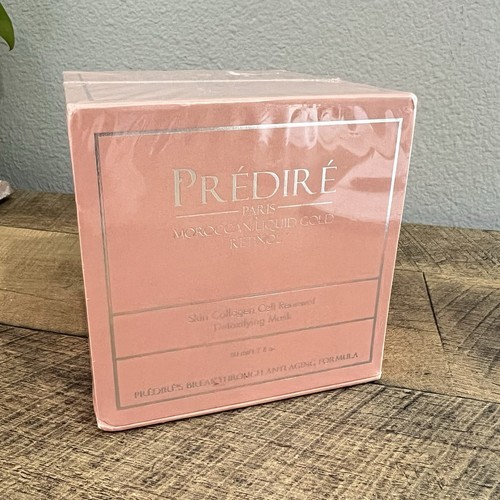 PRÉDIRÉ
PARIS
MOROCCAN LIQUID GOLD
RETINOL
Skin Collagen Cell Renewal
Detoxifying Mask
PRÉDIRÉ'S BREAKTHROUGH ANTI-AGING FORMULA